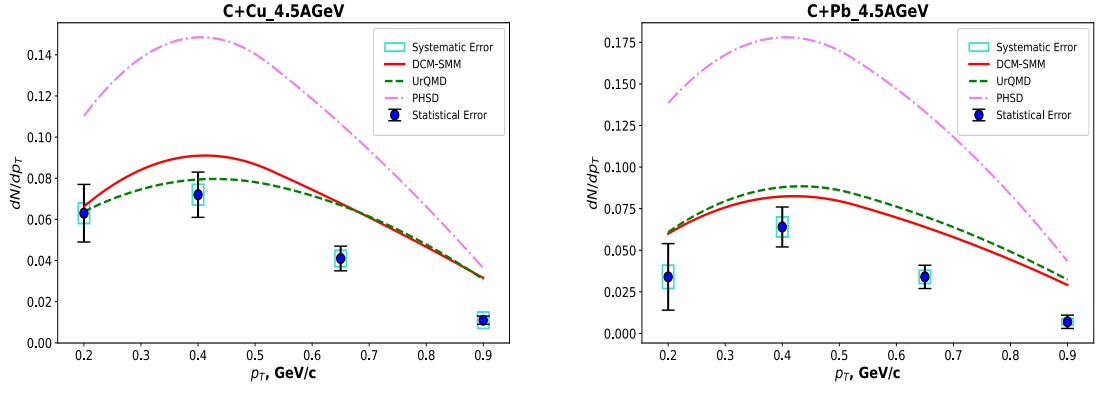 C+Cu_4.5AGeV
dN/dp_T
0.14
0.12
0.10
0.08
0.06
0.04
0.02
0.00
Systematic Error
DCM-SMM
UrQMD
PHSD
Statistical Error
0.2 0.3 0.4 0.5 0.6 0.7 0.8 0.9
p_T, GeV/c
C+Pb_4.5AGeV
dN/dp_T
0.175
0.150
0.125
0.100
0.075
0.050
0.025
0.000
Systematic Error
DCM-SMM
UrQMD
PHSD
Statistical Error
0.2 0.3 0.4 0.5 0.6 0.7 0.8 0.9
p_T, GeV/c